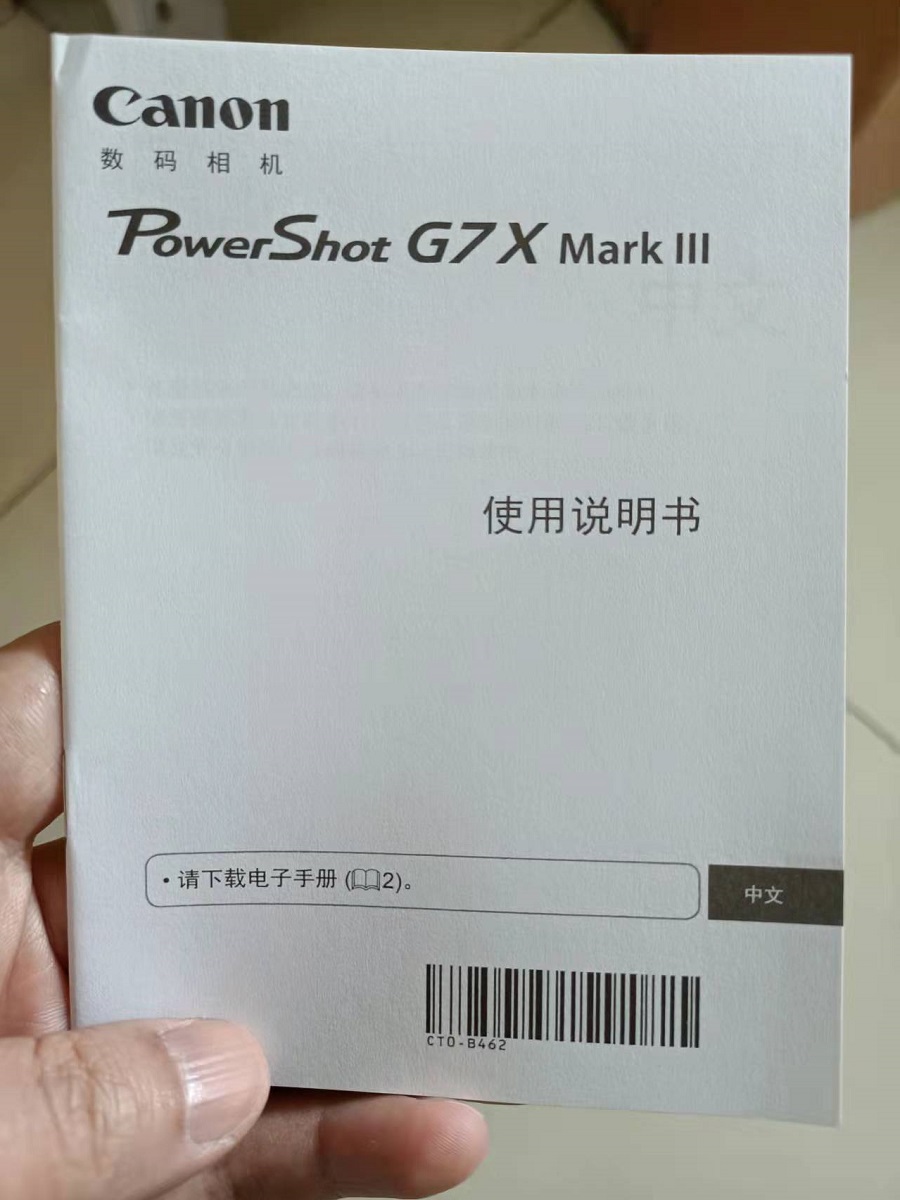 Canon
数码相机
PowerShot G7 X Mark III
使用说明书
• 请下载电子手册 (📖2)。
中文
CT0-B462